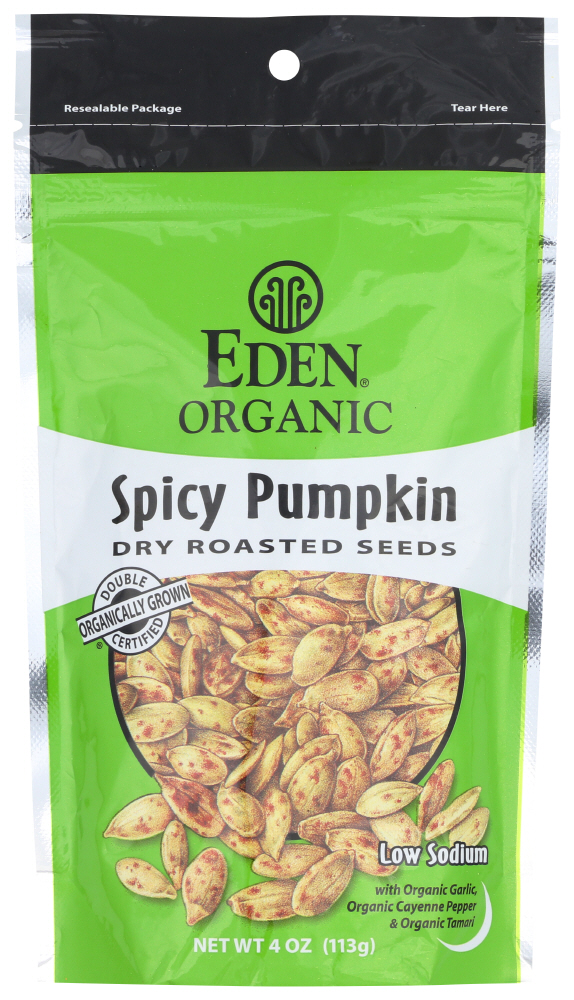 Resealable Package
Tear Here
EDEN®
ORGANIC
Spicy Pumpkin
DRY ROASTED SEEDS
DOUBLE
ORGANICALLY GROWN
® CERTIFIED
Low Sodium
with Organic Garlic,
Organic Cayenne Pepper
& Organic Tamari
NET WT 4 OZ (113g)